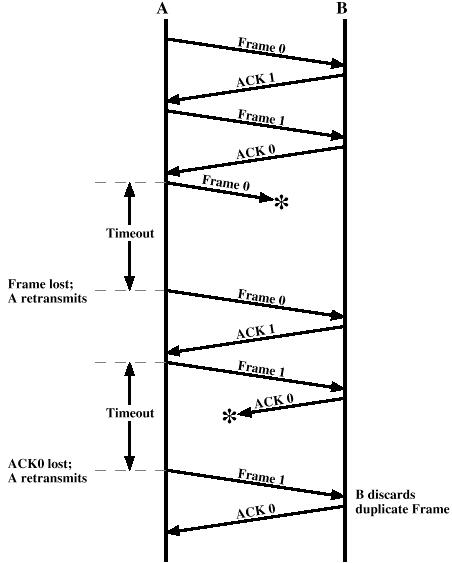 A
B
Frame 0
ACK 1
Frame 1
ACK 0
Frame 0
*
Timeout
Frame lost;
A retransmits
Frame 0
ACK 1
Frame 1
ACK 0
*
Timeout
ACK0 lost;
A retransmits
Frame 1
B discards
duplicate Frame
ACK 0